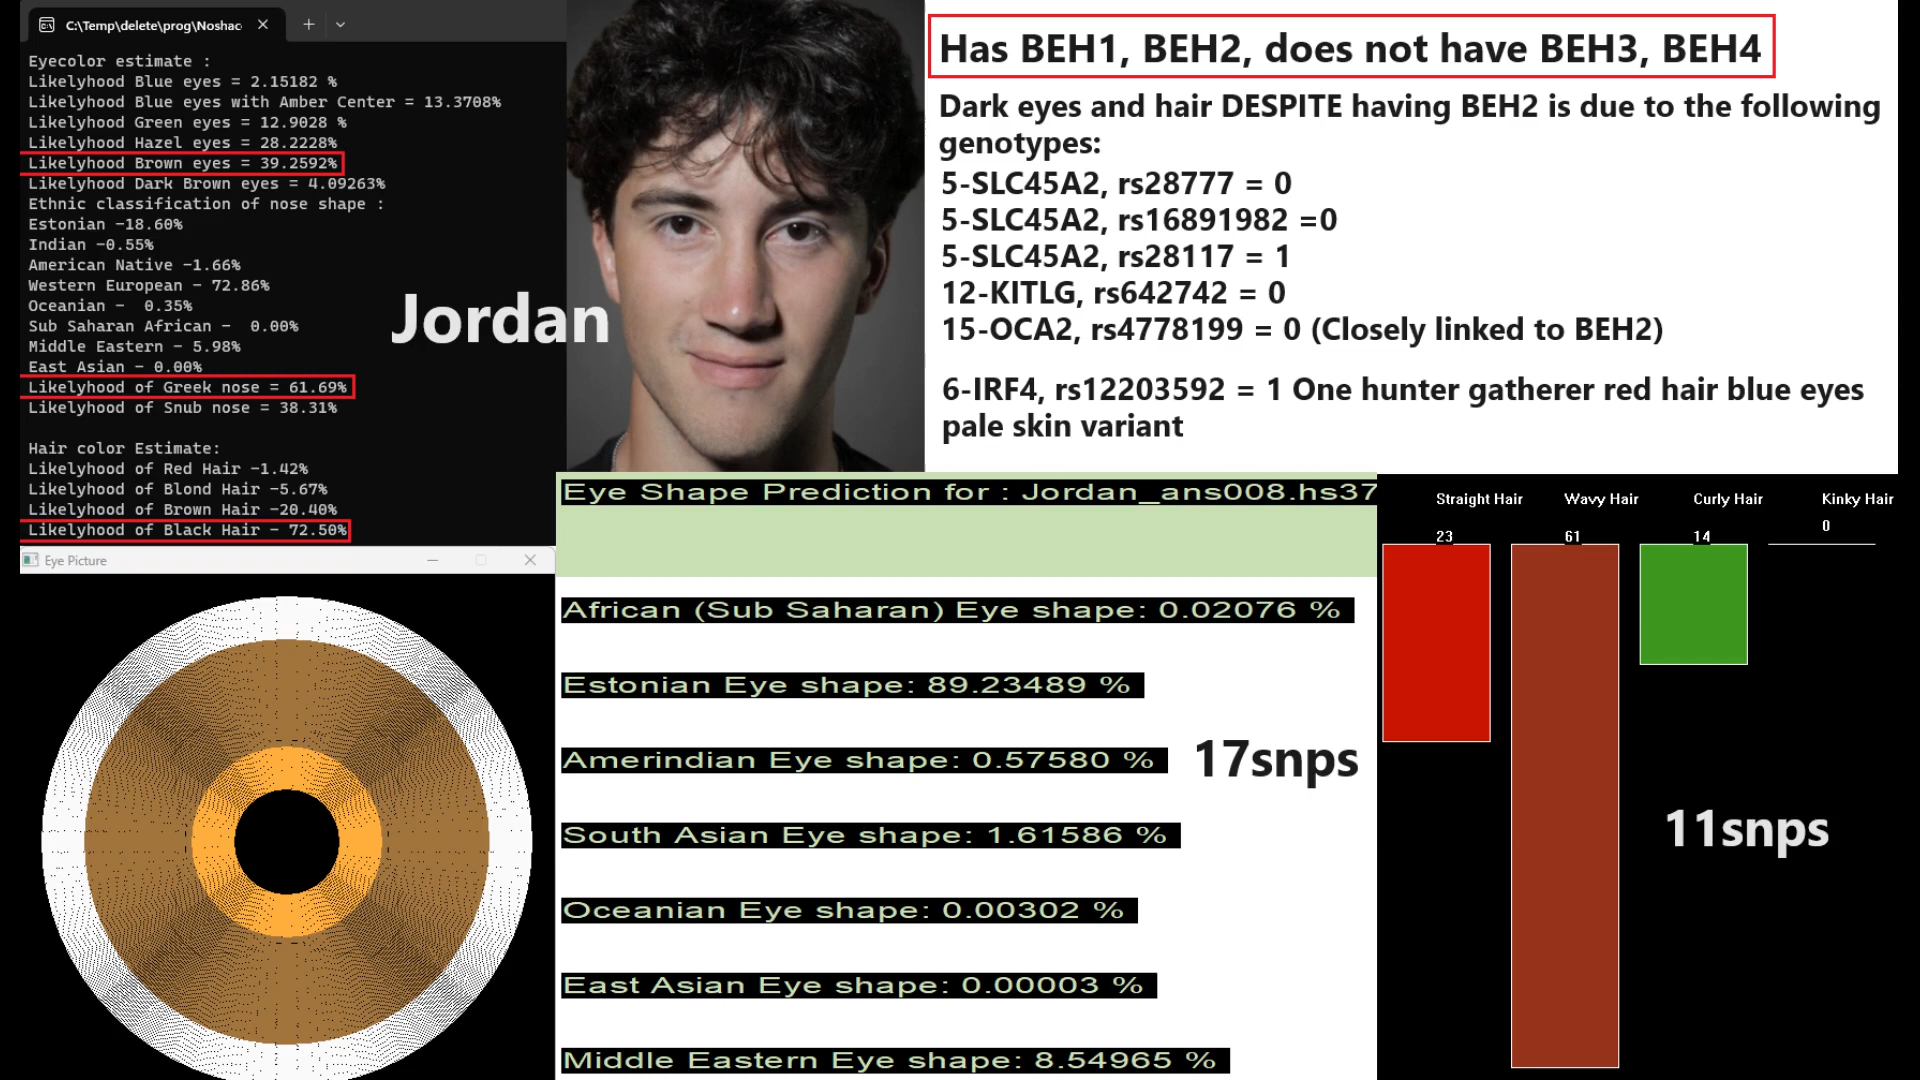 C:\Temp\delete\prog\Noshac
Eyecolor estimate :
Likelyhood Blue eyes = 2.15182 %
Likelyhood Blue eyes with Amber Center = 13.3708%
Likelyhood Green eyes = 12.9028 %
Likelyhood Hazel eyes = 28.2228%
Likelyhood Brown eyes = 39.2592%
Likelyhood Dark Brown eyes = 4.09263%
Ethnic classification of nose shape :
Estonian -18.60%
Indian -0.55%
American Native -1.66%
Western European - 72.86%
Oceanian -  0.35%
Sub Saharan African -  0.00%
Middle Eastern - 5.98%
East Asian - 0.00%
Likelyhood of Greek nose = 61.69%
Likelyhood of Snub nose = 38.31%
Hair color Estimate:
Likelyhood of Red Hair -1.42%
Likelyhood of Blond Hair -5.67%
Likelyhood of Brown Hair -20.40%
Likelyhood of Black Hair - 72.50%
Jordan
Has BEH1, BEH2, does not have BEH3, BEH4
Dark eyes and hair DESPITE having BEH2 is due to the following
genotypes:
5-SLC45A2, rs28777 = 0
5-SLC45A2, rs16891982 =0
5-SLC45A2, rs28117 = 1
12-KITLG, rs642742 = 0
15-OCA2, rs4778199 = 0 (Closely linked to BEH2)
6-IRF4, rs12203592 = 1 One hunter gatherer red hair blue eyes
pale skin variant
Eye Picture
Eye Shape Prediction for : Jordan_ans008.hs37
African (Sub Saharan) Eye shape: 0.02076 %
Estonian Eye shape: 89.23489 %
Amerindian Eye shape: 0.57580 %
South Asian Eye shape: 1.61586 %
Oceanian Eye shape: 0.00302 %
East Asian Eye shape: 0.00003 %
Middle Eastern Eye shape: 8.54965 %
17snps
Straight Hair Wavy Hair Curly Hair Kinky Hair
23 61 14 0
11snps